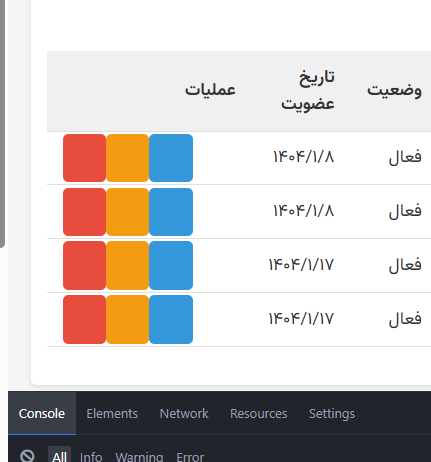 وضعیت تاریخ عضویت عملیات
فعال ۱۴۰۴/۱/۸
فعال ۱۴۰۴/۱/۸
فعال ۱۴۰۴/۱/۱۷
فعال ۱۴۰۴/۱/۱۷
Console Elements Network Resources Settings
All Info Warning Error